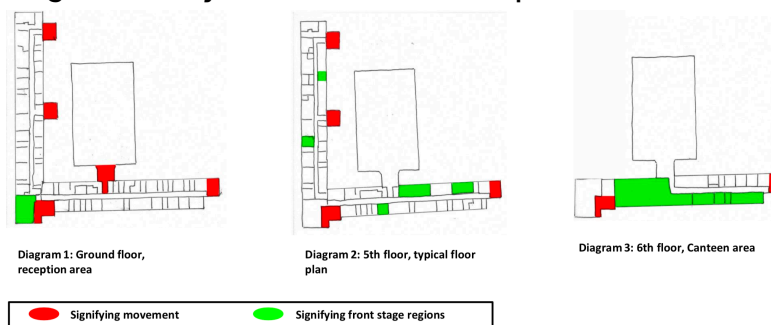 Diagram 1: Ground floor,
reception area
Diagram 2: 5th floor, typical floor
plan
Diagram 3: 6th floor, Canteen area
Signifying movement
Signifying front stage regions